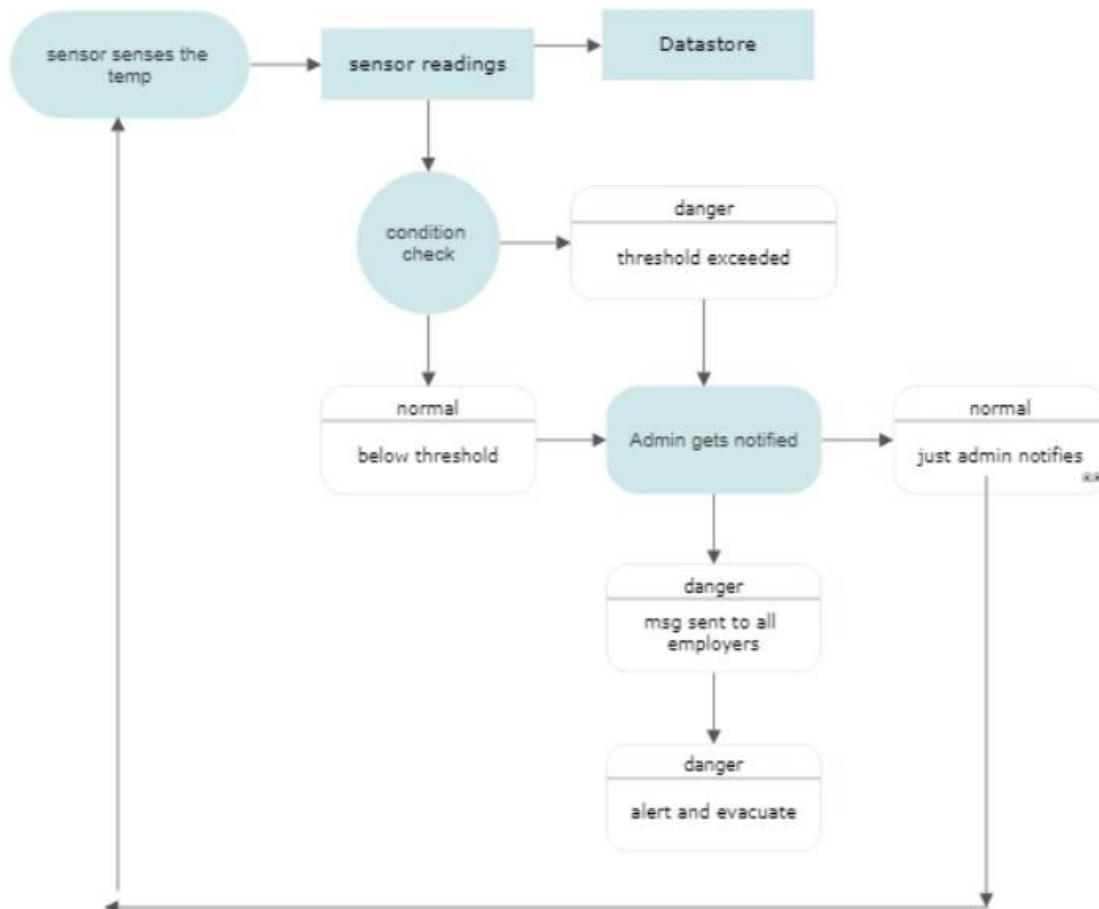 sensor senses the
temp
sensor readings
Datastore
condition
check
danger
threshold exceeded
normal
below threshold
Admin gets notified
normal
just admin notifies
danger
msg sent to all
employers
danger
alert and evacuate